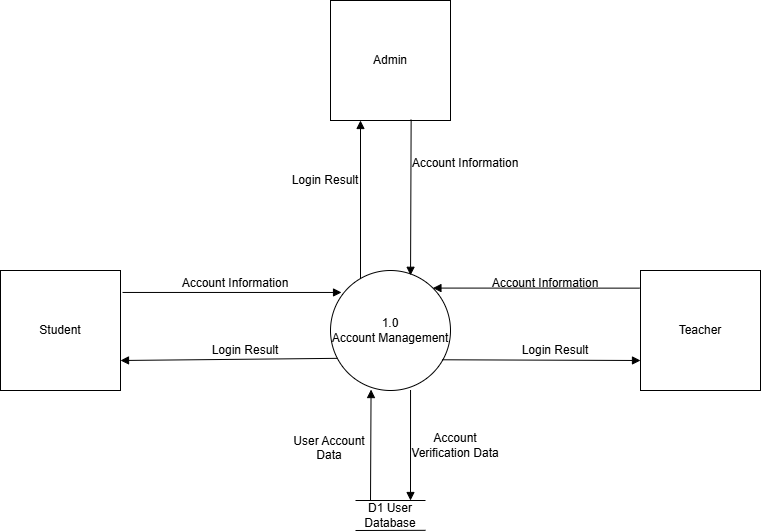 Admin
Login Result
Account Information
Account Information
Account Information
Student
1.0
Account Management
Teacher
Login Result
Login Result
User Account
Data
Account
Verification Data
D1 User
Database